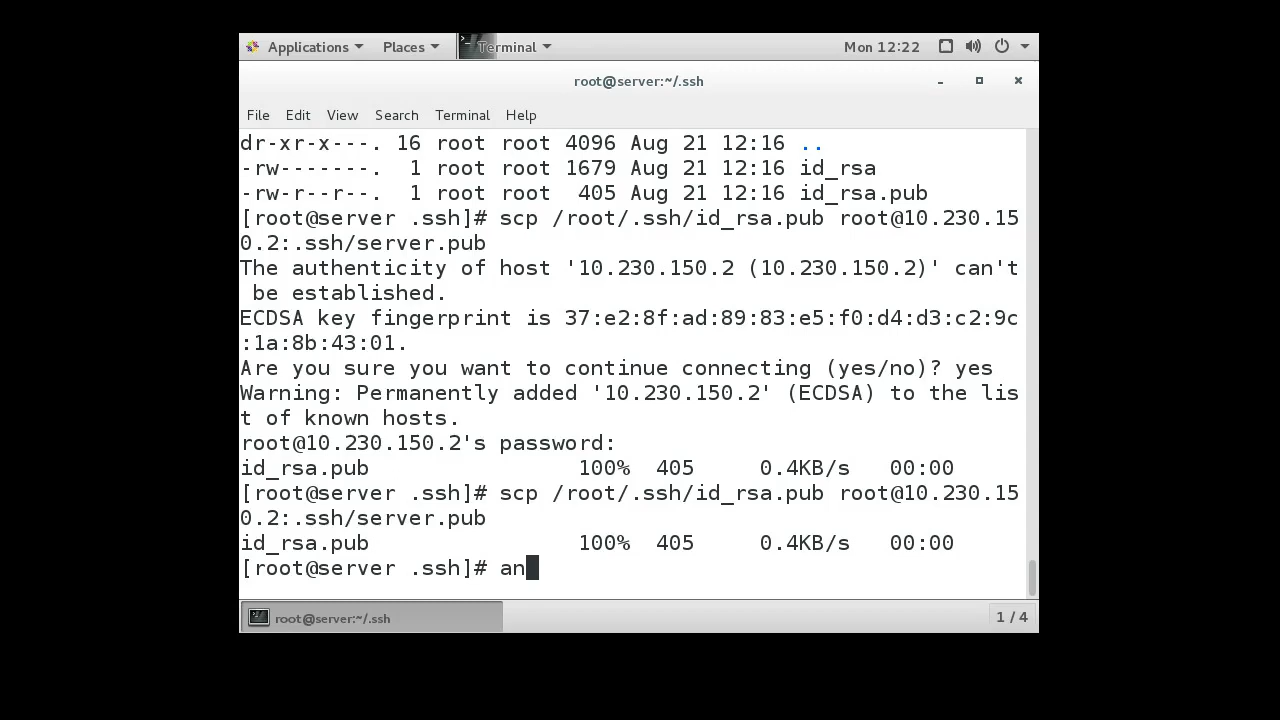 Applications Places Terminal Mon 12:22
root@server:~/.ssh
File Edit View Search Terminal Help
dr-xr-x---. 16 root root 4096 Aug 21 12:16 ..
-rw-------. 1 root root 1679 Aug 21 12:16 id_rsa
-rw-r--r--. 1 root root 405 Aug 21 12:16 id_rsa.pub
[root@server .ssh]# scp /root/.ssh/id_rsa.pub root@10.230.15
0.2:.ssh/server.pub
The authenticity of host '10.230.150.2 (10.230.150.2)' can't
be established.
ECDSA key fingerprint is 37:e2:8f:ad:89:83:e5:f0:d4:d3:c2:9c
:1a:8b:43:01.
Are you sure you want to continue connecting (yes/no)? yes
Warning: Permanently added '10.230.150.2' (ECDSA) to the lis
t of known hosts.
root@10.230.150.2's password:
id_rsa.pub 100% 405 0.4KB/s 00:00
[root@server .ssh]# scp /root/.ssh/id_rsa.pub root@10.230.15
0.2:.ssh/server.pub
id_rsa.pub 100% 405 0.4KB/s 00:00
[root@server .ssh]# an
root@server:~/.ssh 1 / 4